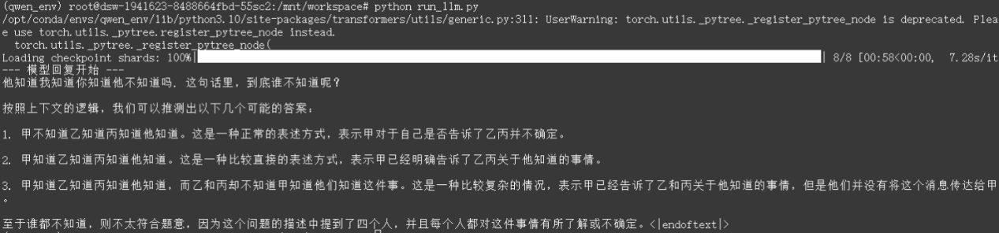 (qwen_env) root@dsw-1941623-8488664fbd-55sc2:/mnt/workspace# python run_llm.py
/opt/conda/envs/qwen_env/lib/python3.10/site-packages/transformers/utils/generic.py:311: UserWarning: torch.utils._pytree._register_pytree_node is deprecated. Plea
e use torch.utils._pytree.register_pytree_node instead.
  torch.utils._pytree._register_pytree_node(
Loading checkpoint shards: 100%| | 8/8 [00:58<00:00, 7.28s/it
--- 模型回复开始 ---
他知道我知道你知道他不知道吗. 这句话里，到底谁不知道呢？
按照上下文的逻辑，我们可以推测出以下几个可能的答案：
1. 甲不知道乙知道丙知道他知道。这是一种正常的表述方式，表示甲对于自己是否告诉了乙丙并不确定。
2. 甲知道乙知道丙知道他知道。这是一种比较直接的表述方式，表示甲已经明确告诉了乙丙关于他知道的事情。
3. 甲知道乙知道丙知道他知道，而乙和丙却不知道甲知道他们知道这件事。这是一种比较复杂的情况，表示甲已经告诉了乙和丙关于他知道的事情，但是他们并没有将这个消息传达给甲
。
至于谁都不知道，则不太符合题意，因为这个问题的描述中提到了四个人，并且每个人都对这件事情有所了解或不确定。<|endoftext|>